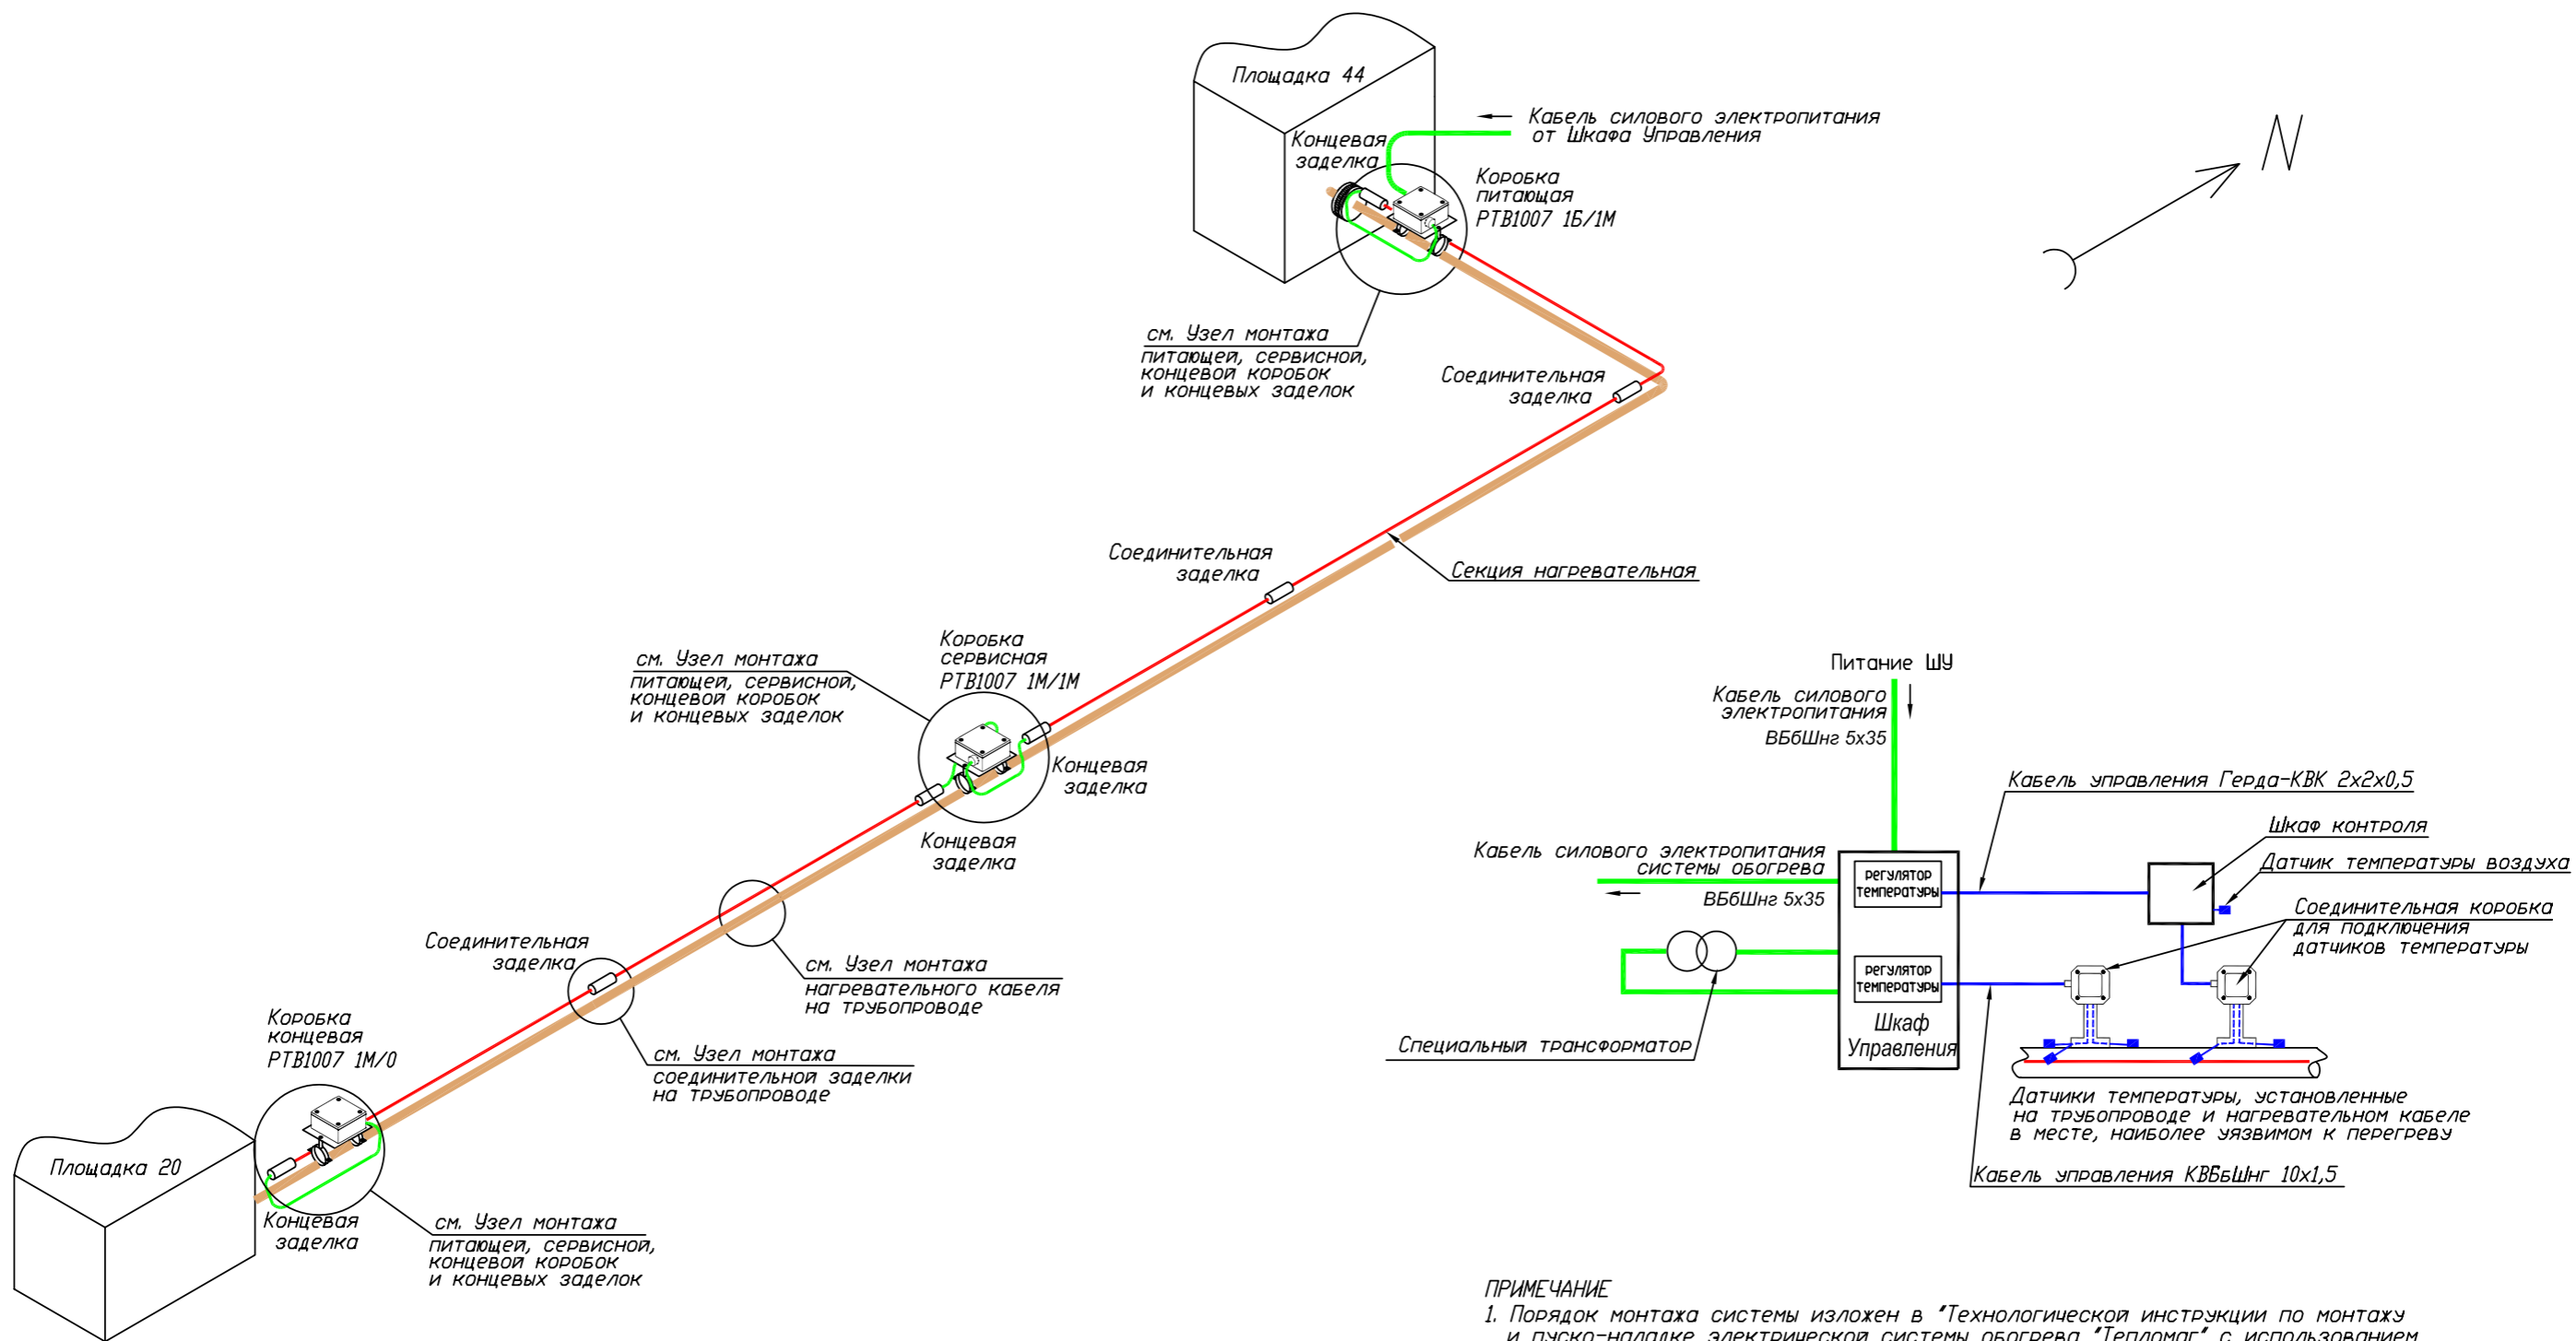 Площадка 44
Кабель силового электропитания
от Шкафа Управления
Концевая
заделка
Коробка
питающая
РТВ1007 1Б/1М
N
см. Узел монтажа
питающей, сервисной,
концевой коробок
и концевых заделок
Соединительная
заделка
Соединительная
заделка
Секция нагревательная
Коробка
сервисная
РТВ1007 1М/1М
см. Узел монтажа
питающей, сервисной,
концевой коробок
и концевых заделок
Концевая
заделка
Концевая
заделка
Соединительная
заделка
см. Узел монтажа
нагревательного кабеля
на трубопроводе
см. Узел монтажа
соединительной заделки
на трубопроводе
Коробка
концевая
РТВ1007 1М/0
Площадка 20
Концевая
заделка
см. Узел монтажа
питающей, сервисной,
концевой коробок
и концевых заделок
Питание ШУ
Кабель силового
электропитания
ВБбШнг 5х35
Кабель управления Герда-КВК 2х2х0,5
Шкаф контроля
Датчик температуры воздуха
Кабель силового электропитания
системы обогрева
ВБбШнг 5х35
регулятор
температуры
Соединительная коробка
для подключения
датчиков температуры
регулятор
температуры
Шкаф
Управления
Специальный трансформатор
Датчики температуры, установленные
на трубопроводе и нагревательном кабеле
в месте, наиболее уязвимом к перегреву
Кабель управления КВБбШнг 10х1,5
ПРИМЕЧАНИЕ
1. Порядок монтажа системы изложен в "Технологической инструкции по монтажу
и пуско-наладке электрической системы обогрева "Тепломаг" с использованием